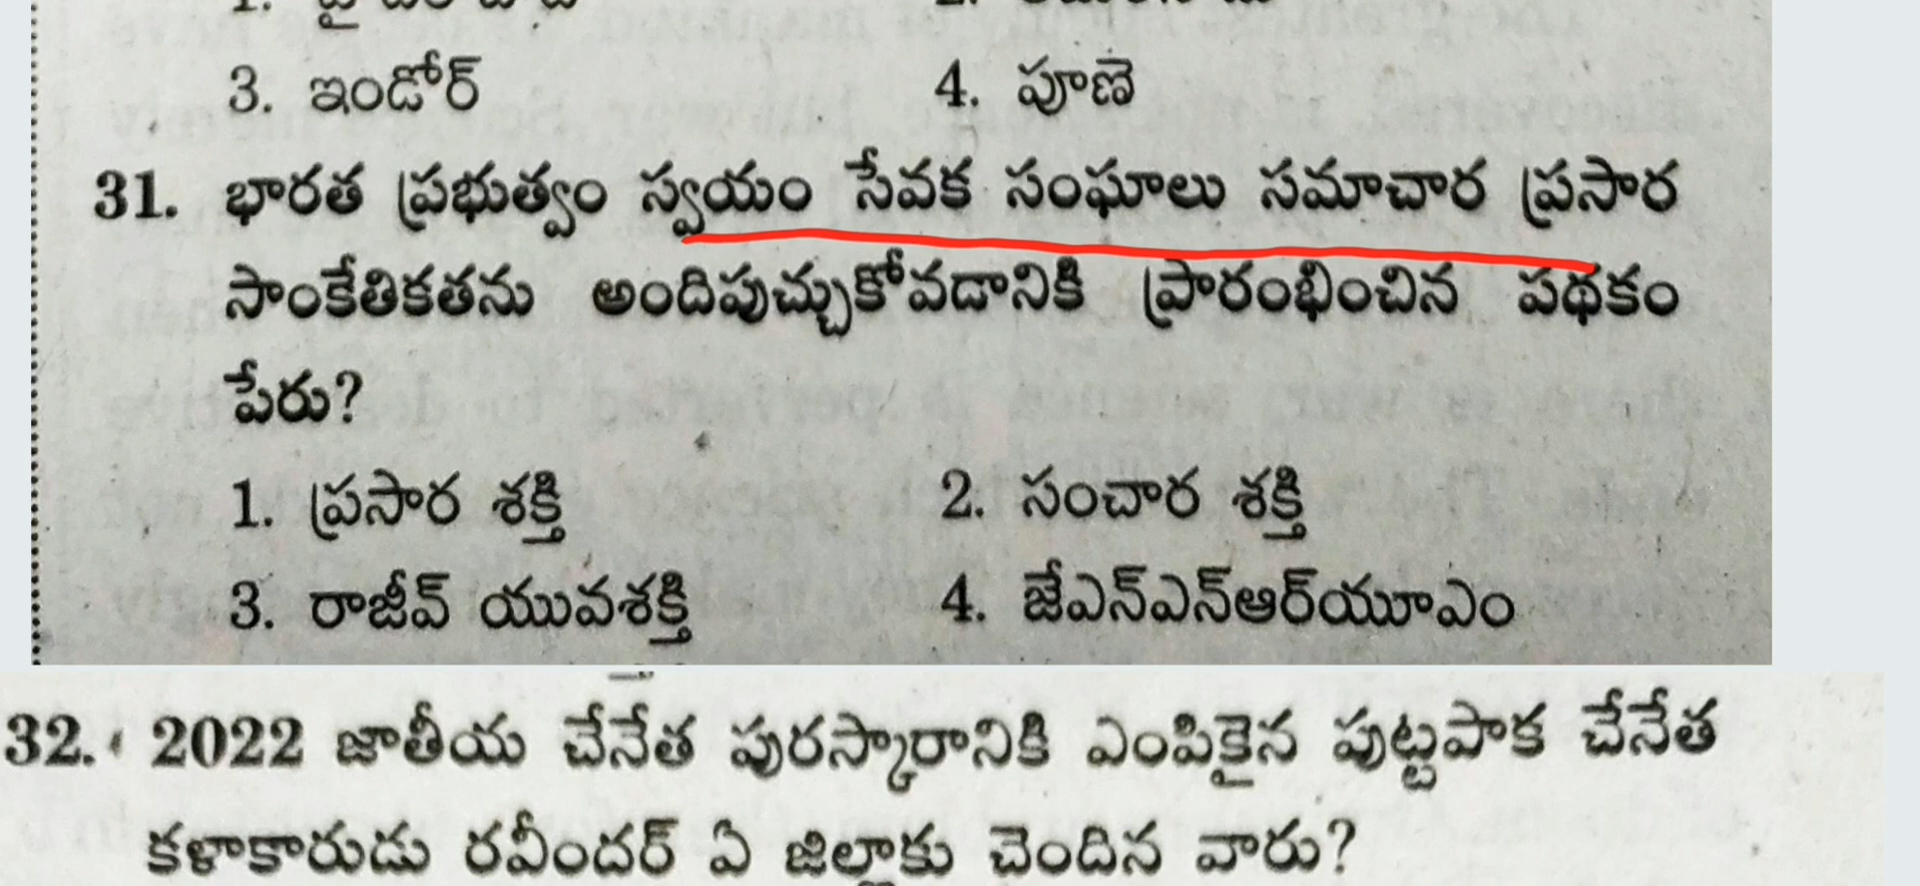 3. ఇండోర్ 4. పూణె
31. భారత ప్రభుత్వం స్వయం సేవక సంఘాలు సమాచార ప్రసార
సాంకేతికతను అందిపుచ్చుకోవడానికి ప్రారంభించిన పథకం
పేరు?
1. ప్రసార శక్తి 2. సంచార శక్తి
3. రాజీవ్ యువశక్తి 4. జేఎన్ఎన్ఆర్‌యూఎం
32. 2022 జాతీయ చేనేత పురస్కారానికి ఎంపికైన పుట్టపాక చేనేత
కళాకారుడు రవీందర్ ఏ జిల్లాకు చెందిన వారు?